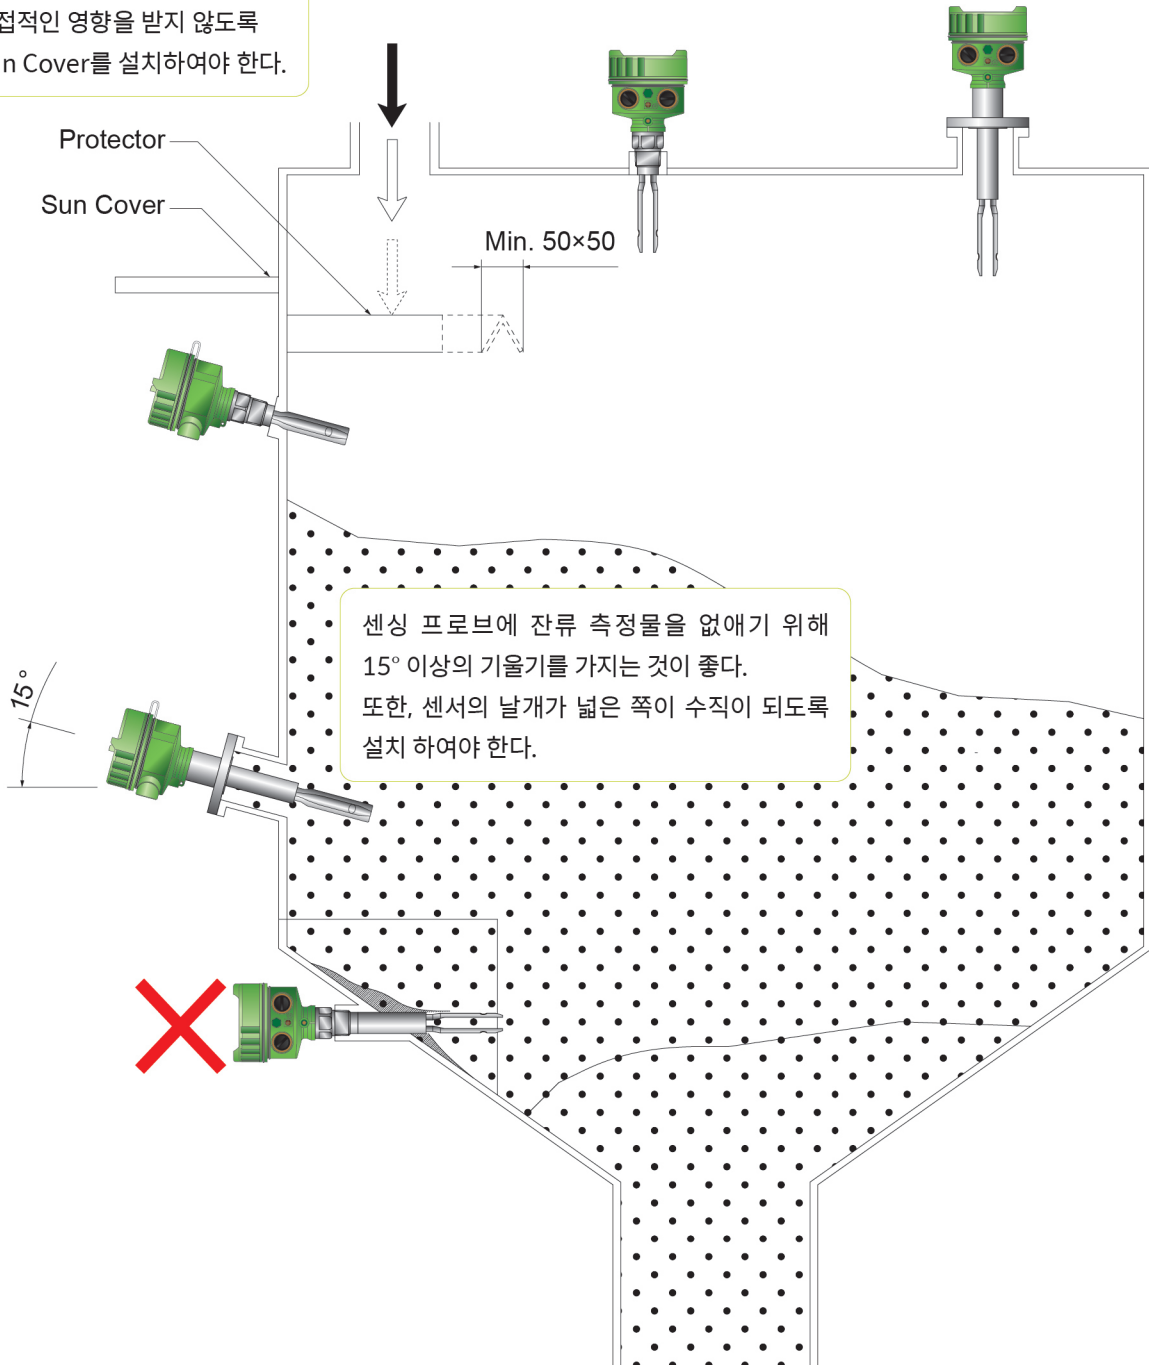 접적인 영향을 받지 않도록
n Cover를 설치하여야 한다.
Protector
Sun Cover
Min. 50×50
센싱 프로브에 잔류 측정물을 없애기 위해
15° 이상의 기울기를 가지는 것이 좋다.
또한, 센서의 날개가 넓은 쪽이 수직이 되도록
설치 하여야 한다.
15°